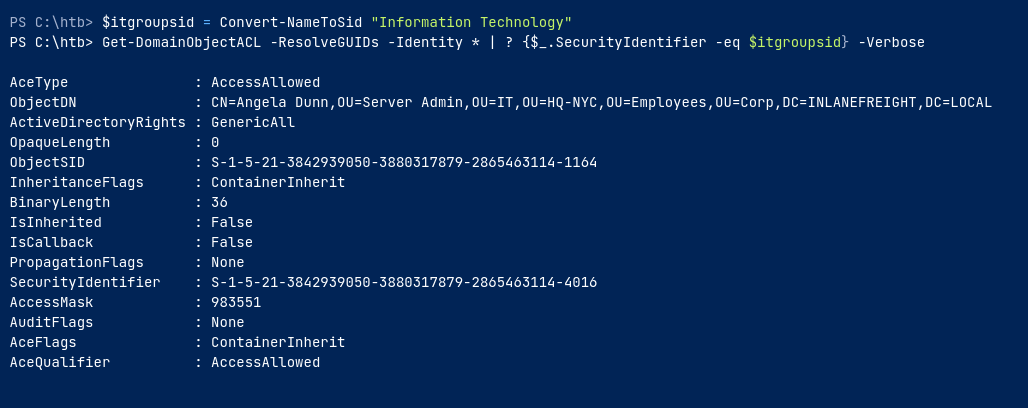 PS C:\htb> $itgroupsid = Convert-NameToSid "Information Technology"
PS C:\htb> Get-DomainObjectACL -ResolveGUIDs -Identity * | ? {$_.SecurityIdentifier -eq $itgroupsid} -Verbose
AceType               : AccessAllowed
ObjectDN              : CN=Angela Dunn,OU=Server Admin,OU=IT,OU=HQ-NYC,OU=Employees,OU=Corp,DC=INLANEFREIGHT,DC=LOCAL
ActiveDirectoryRights : GenericAll
OpaqueLength          : 0
ObjectSID             : S-1-5-21-3842939050-3880317879-2865463114-1164
InheritanceFlags      : ContainerInherit
BinaryLength          : 36
IsInherited           : False
IsCallback            : False
PropagationFlags      : None
SecurityIdentifier    : S-1-5-21-3842939050-3880317879-2865463114-4016
AccessMask            : 983551
AuditFlags            : None
AceFlags              : ContainerInherit
AceQualifier          : AccessAllowed